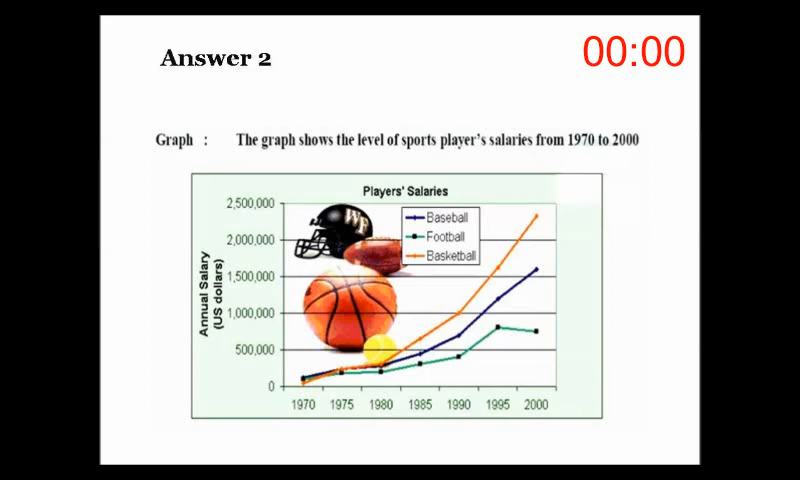 Answer 2
00:00
Graph : The graph shows the level of sports player's salaries from 1970 to 2000
Players' Salaries
2,500,000
2,000,000
1,500,000
1,000,000
500,000
0
Annual Salary
(US dollars)
WF
Baseball
Football
Basketball
1970 1975 1980 1985 1990 1995 2000